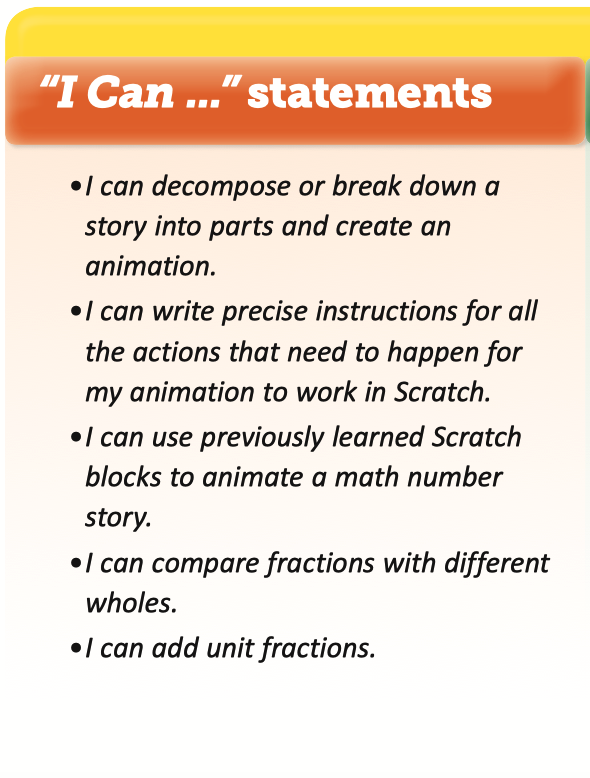 “I Can ...” statements
•I can decompose or break down a
story into parts and create an
animation.
•I can write precise instructions for all
the actions that need to happen for
my animation to work in Scratch.
•I can use previously learned Scratch
blocks to animate a math number
story.
•I can compare fractions with different
wholes.
•I can add unit fractions.